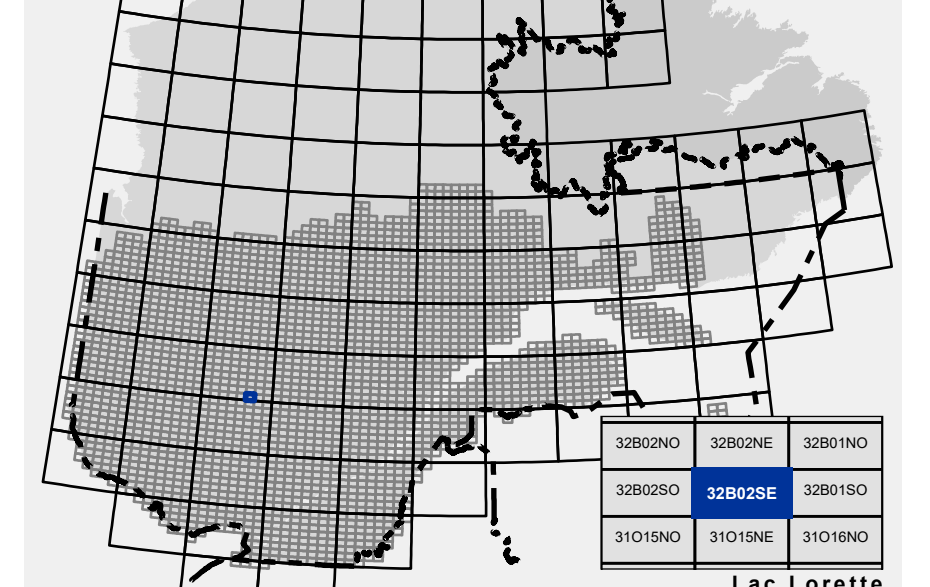 32B02NO 32B02NE 32B01NO
32B02SO 32B02SE 32B01SO
31O15NO 31O15NE 31O16NO
Lac Lorette